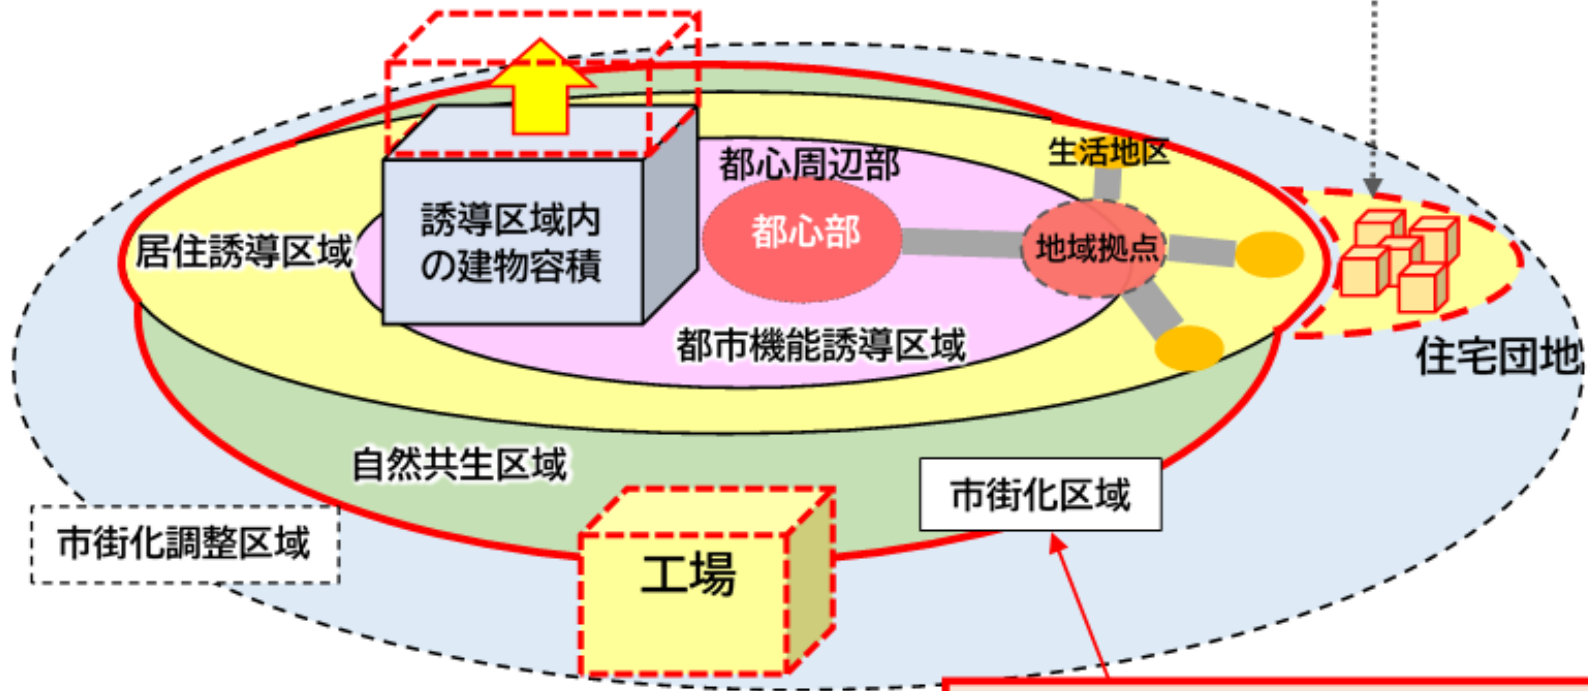 生活地区
都心周辺部
誘導区域内
の建物容積
都心部
居住誘導区域
地域拠点
都市機能誘導区域
住宅団地
自然共生区域
市街化区域
市街化調整区域
工場